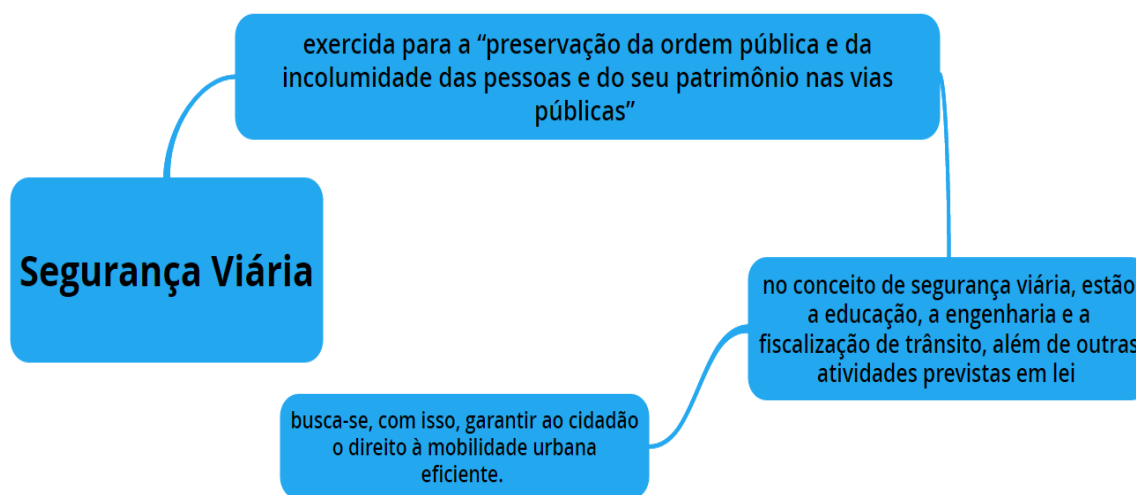 exercida para a “preservação da ordem pública e da
incolumidade das pessoas e do seu patrimônio nas vias
públicas”
Segurança Viária
no conceito de segurança viária, estão
a educação, a engenharia e a
fiscalização de trânsito, além de outras
atividades previstas em lei
busca-se, com isso, garantir ao cidadão
o direito à mobilidade urbana
eficiente.